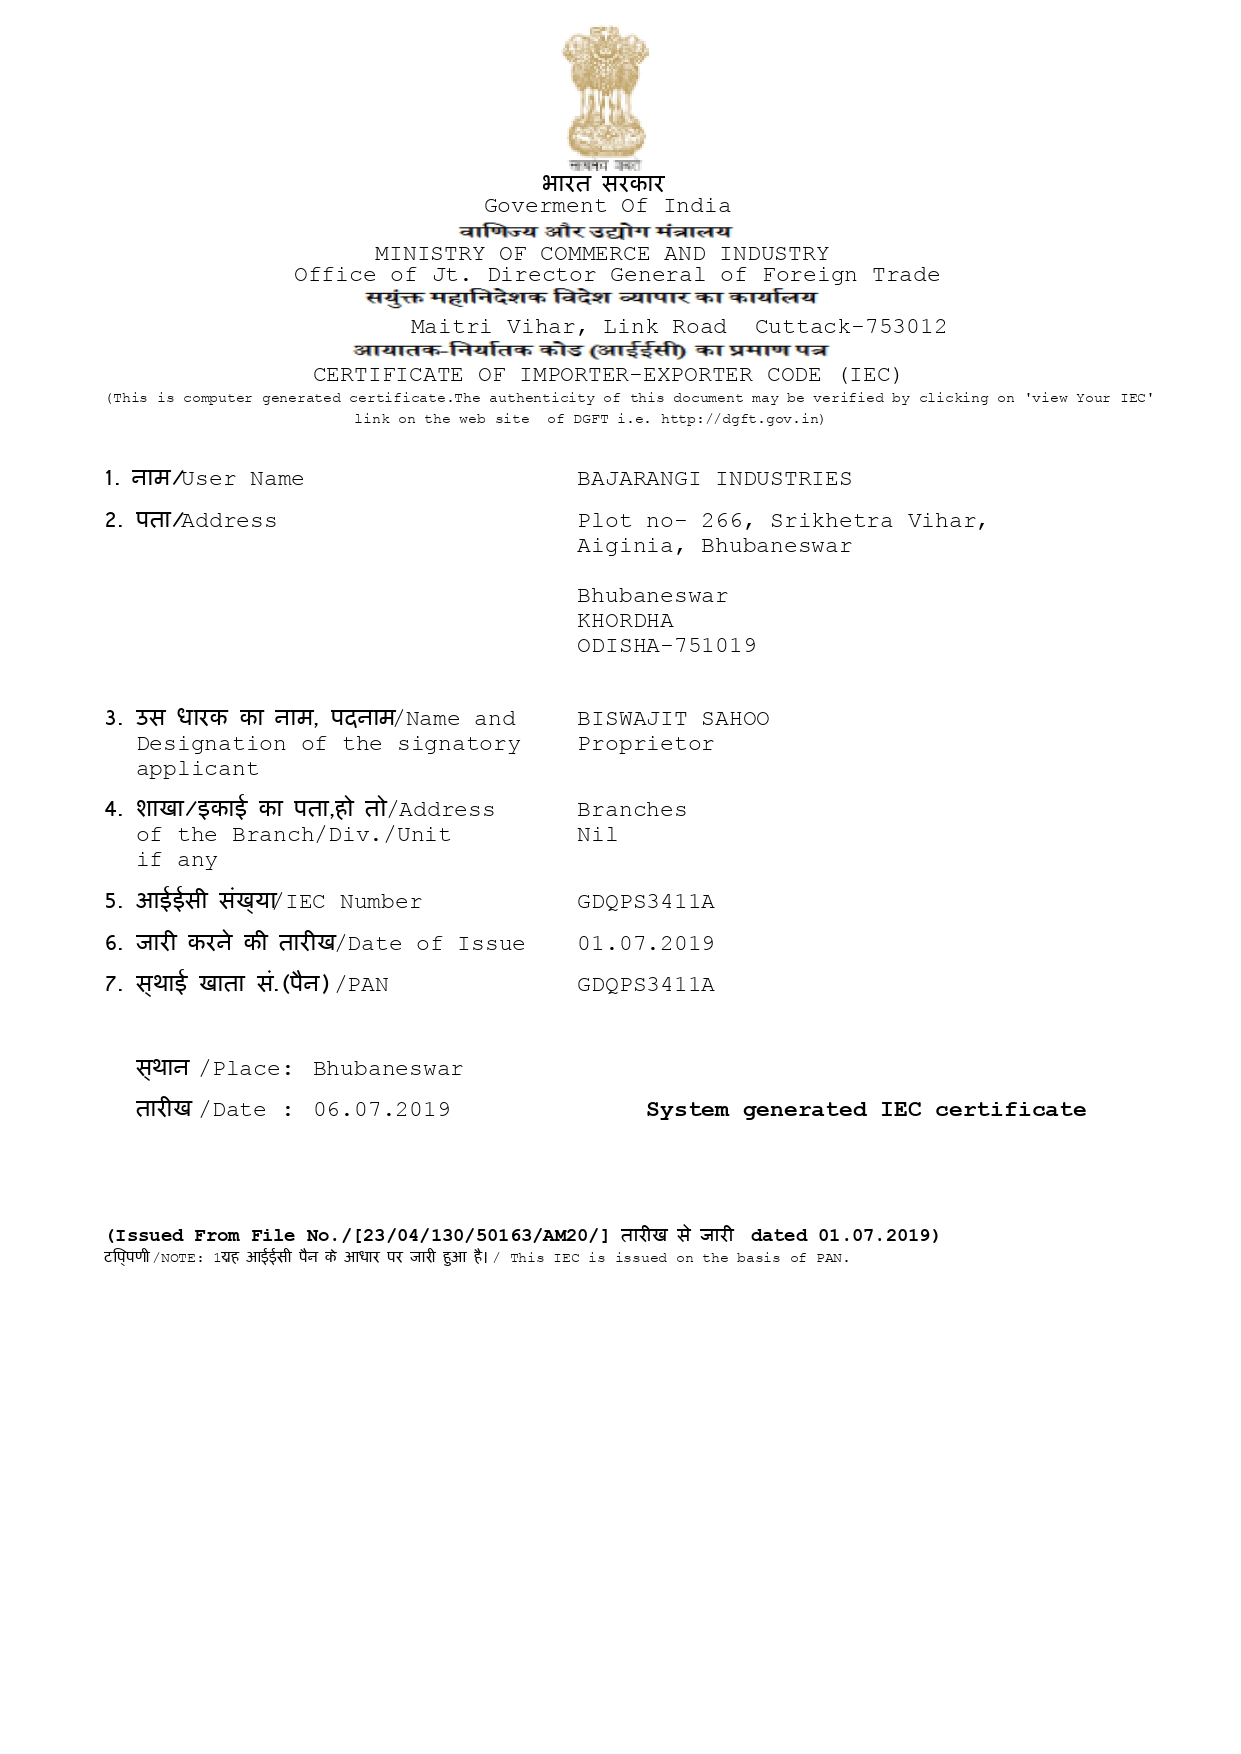 सत्यमेव जयते
भारत सरकार
Goverment Of India
वाणिज्य और उद्योग मंत्रालय
MINISTRY OF COMMERCE AND INDUSTRY
Office of Jt. Director General of Foreign Trade
सयुंक्त महानिदेशक विदेश व्यापार का कार्यालय
Maitri Vihar, Link Road  Cuttack-753012
आयातक-निर्यातक कोड (आईईसी) का प्रमाण पत्र
CERTIFICATE OF IMPORTER-EXPORTER CODE (IEC)
(This is computer generated certificate.The authenticity of this document may be verified by clicking on 'view Your IEC'
link on the web site  of DGFT i.e. http://dgft.gov.in)
1. नाम/User Name BAJARANGI INDUSTRIES
2. पता/Address Plot no- 266, Srikhetra Vihar,
Aiginia, Bhubaneswar
Bhubaneswar
KHORDHA
ODISHA-751019
3. उस धारक का नाम, पदनाम/Name and BISWAJIT SAHOO
Designation of the signatory Proprietor
applicant
4. शाखा/इकाई का पता,हो तो/Address Branches
of the Branch/Div./Unit Nil
if any
5. आईईसी संख्या/IEC Number GDQPS3411A
6. जारी करने की तारीख/Date of Issue 01.07.2019
7. स्थाई खाता सं.(पैन) /PAN GDQPS3411A
स्थान /Place: Bhubaneswar
तारीख /Date : 06.07.2019 System generated IEC certificate
(Issued From File No./[23/04/130/50163/AM20/] तारीख से जारी dated 01.07.2019)
टिप्पणी/NOTE: 1यह आईईसी पैन के आधार पर जारी हुआ है। / This IEC is issued on the basis of PAN.